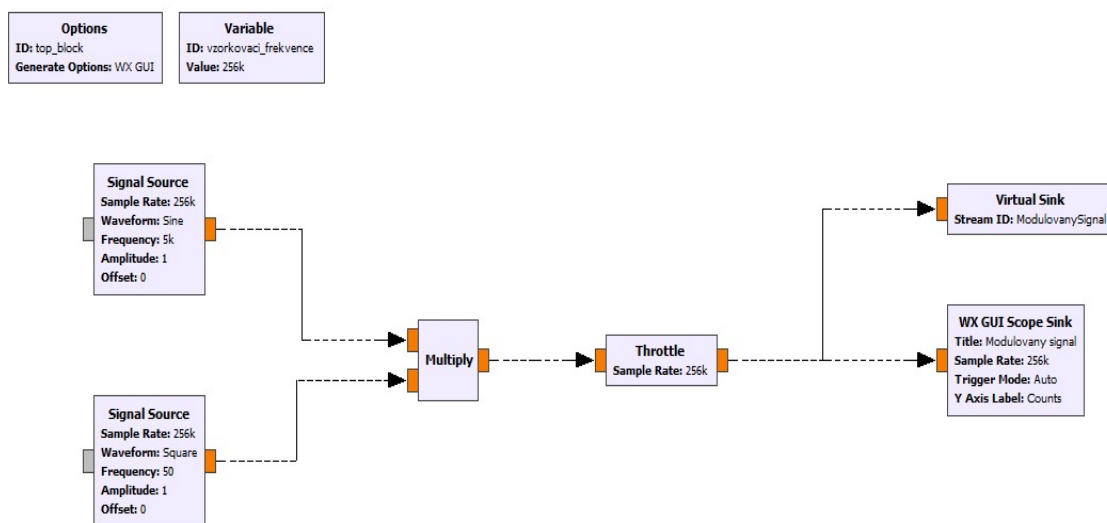 Options
ID: top_block
Generate Options: WX GUI
Variable
ID: vzorkovaci_frekvence
Value: 256k
Signal Source
Sample Rate: 256k
Waveform: Sine
Frequency: 5k
Amplitude: 1
Offset: 0
Signal Source
Sample Rate: 256k
Waveform: Square
Frequency: 50
Amplitude: 1
Offset: 0
Multiply
Throttle
Sample Rate: 256k
Virtual Sink
Stream ID: ModulovanySignal
WX GUI Scope Sink
Title: Modulovany signal
Sample Rate: 256k
Trigger Mode: Auto
Y Axis Label: Counts